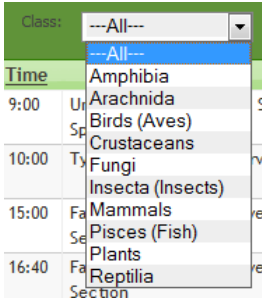 Class: ---All---
---All---
Time
Amphibia
Arachnida
9:00
Birds (Aves)
Crustaceans
10:00
Fungi
Insecta (Insects)
15:00
Mammals
Pisces (Fish)
16:40
Plants
Reptilia
Section